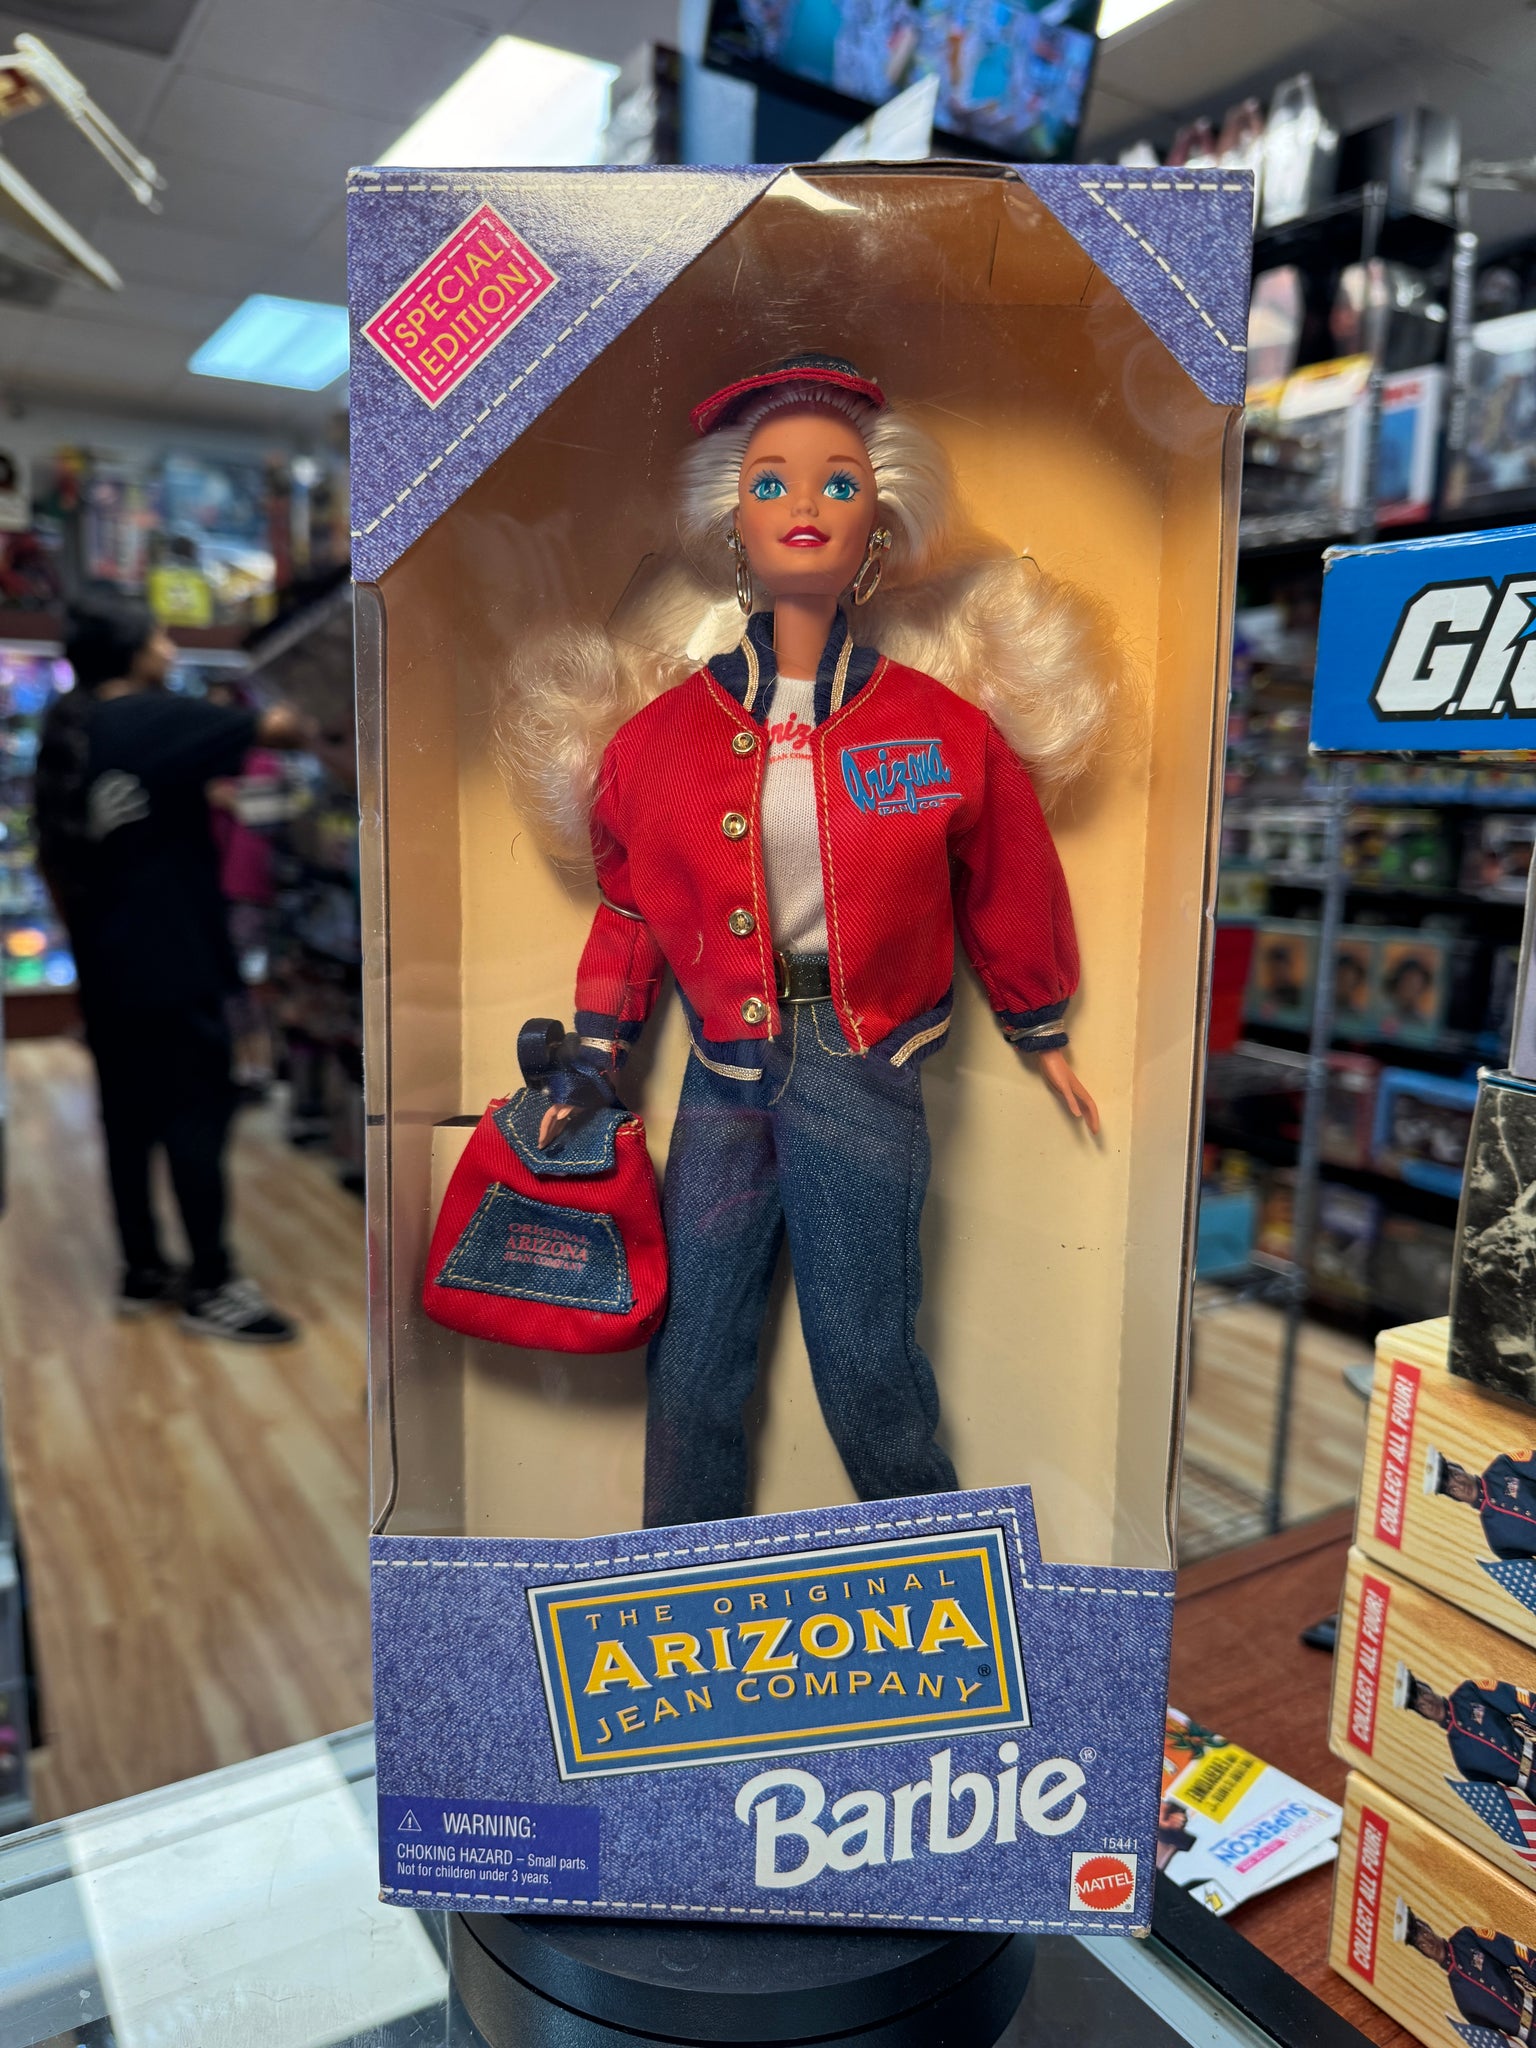 SPECIAL
EDITION
Arizona
JEAN CO.
ORIGINAL
ARIZONA
JEAN COMPANY
THE ORIGINAL
ARIZONA
JEAN COMPANY®
Barbie®
WARNING:
CHOKING HAZARD – Small parts.
Not for children under 3 years.
15441
MATTEL
®
COLLECT ALL FOUR!
COLLECT ALL FOUR!
COLLECT ALL FOUR!
SUPERCON